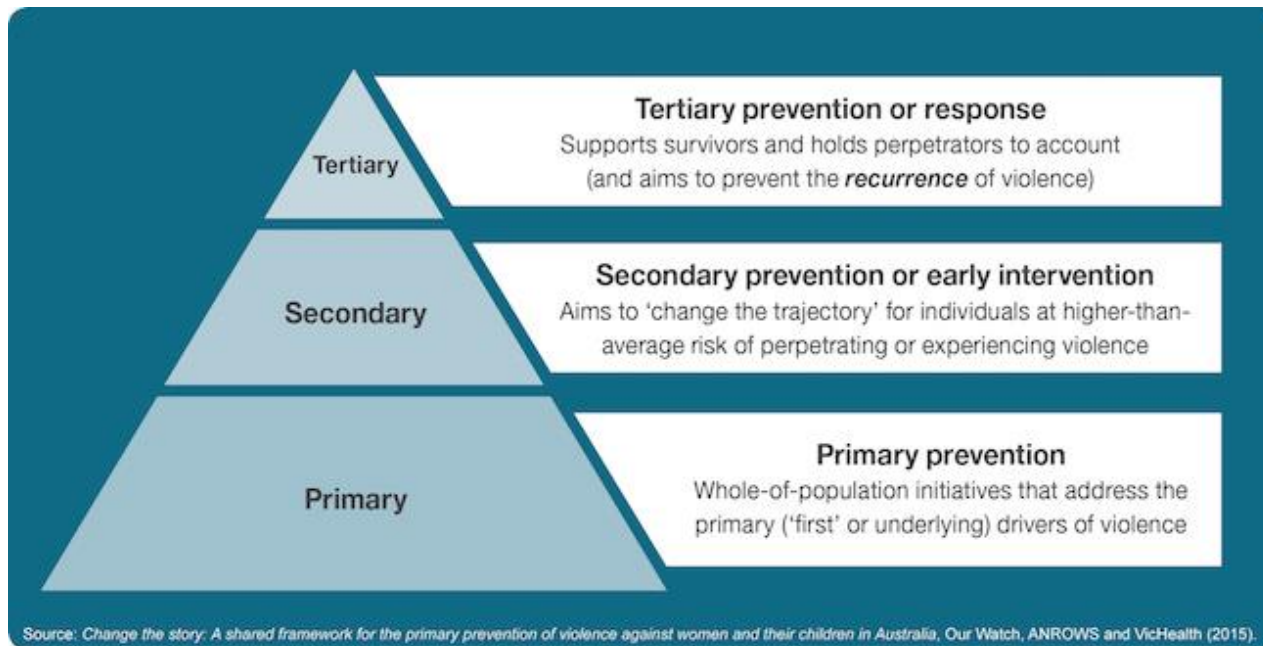 Tertiary
Tertiary prevention or response
Supports survivors and holds perpetrators to account
(and aims to prevent the recurrence of violence)
Secondary
Secondary prevention or early intervention
Aims to ‘change the trajectory’ for individuals at higher-than-
average risk of perpetrating or experiencing violence
Primary
Primary prevention
Whole-of-population initiatives that address the
primary (‘first’ or underlying) drivers of violence
Source: Change the story: A shared framework for the primary prevention of violence against women and their children in Australia, Our Watch, ANROWS and VicHealth (2015).